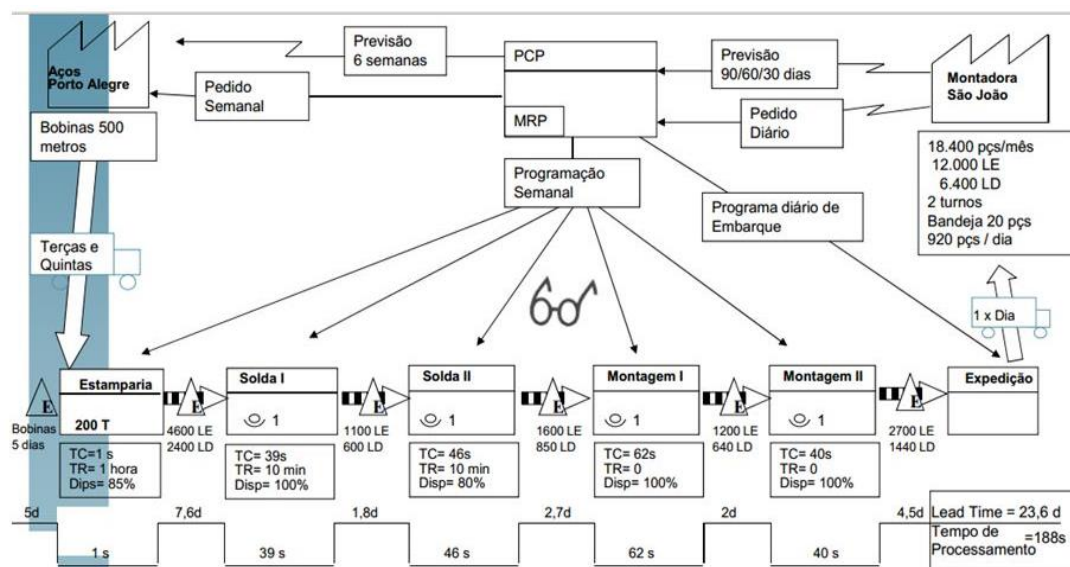 Aços
Porto Alegre
Previsão
6 semanas
Pedido
Semanal
PCP
MRP
Previsão
90/60/30 dias
Pedido
Diário
Montadora
São João
Bobinas 500
metros
18.400 pçs/mês
12.000 LE
6.400 LD
2 turnos
Bandeja 20 pçs
920 pçs / dia
Programação
Semanal
Programa diário de
Embarque
Terças e
Quintas
1 x Dia
E
Bobinas
5 dias
Estamparia
200 T
TC=1 s
TR= 1 hora
Dips= 85%
E
4600 LE
2400 LD
Solda I
1
TC= 39s
TR= 10 min
Disp= 100%
E
1100 LE
600 LD
Solda II
1
TC= 46s
TR= 10 min
Disp= 80%
E
1600 LE
850 LD
Montagem I
1
TC= 62s
TR= 0
Disp= 100%
E
1200 LE
640 LD
Montagem II
1
TC= 40s
TR= 0
Disp= 100%
E
2700 LE
1440 LD
Expedição
5d
7,6d
1,8d
2,7d
2d
4,5d
1 s
39 s
46 s
62 s
40 s
Lead Time = 23,6 d
Tempo de
Processamento =188s